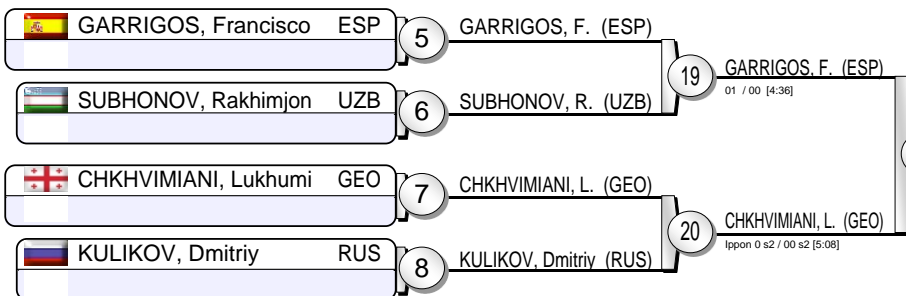 GARRIGOS, Francisco ESP
5
GARRIGOS, F. (ESP)
19
GARRIGOS, F. (ESP)
01 / 00 [4:36]
SUBHONOV, Rakhimjon UZB
6
SUBHONOV, R. (UZB)
CHKHVIMIANI, Lukhumi GEO
7
CHKHVIMIANI, L. (GEO)
20
CHKHVIMIANI, L. (GEO)
Ippon 0 s2 / 00 s2 [5:08]
KULIKOV, Dmitriy RUS
8
KULIKOV, Dmitriy (RUS)